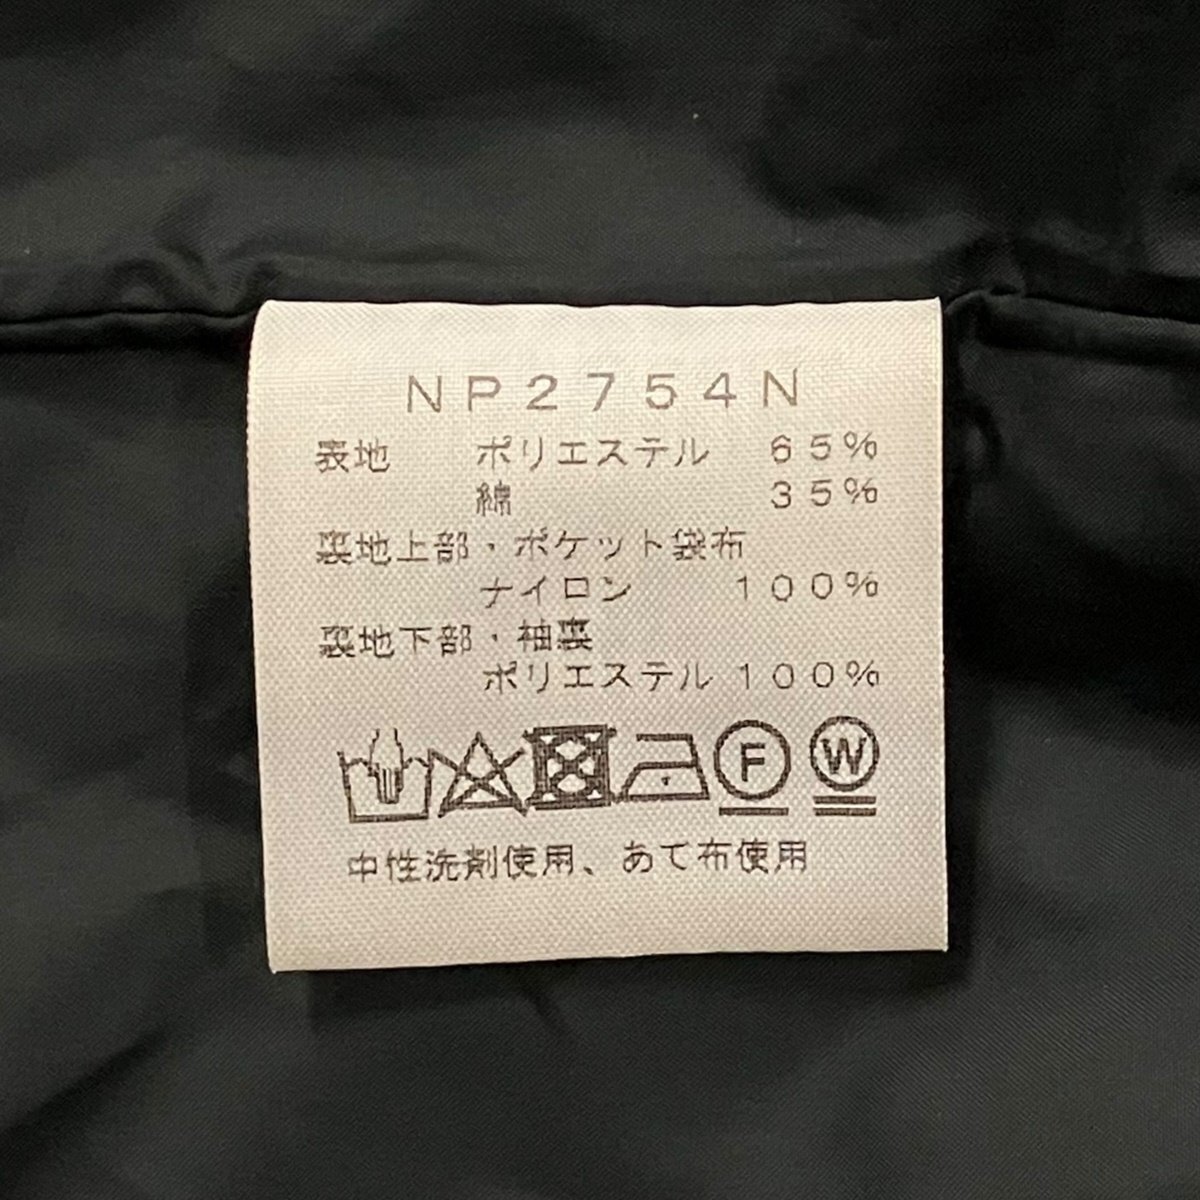 NP2754N
表地 ポリエステル 65%
綿 35%
裏地上部・ポケット袋布
ナイロン 100%
裏地下部・袖裏
ポリエステル 100%
F W
中性洗剤使用、あて布使用